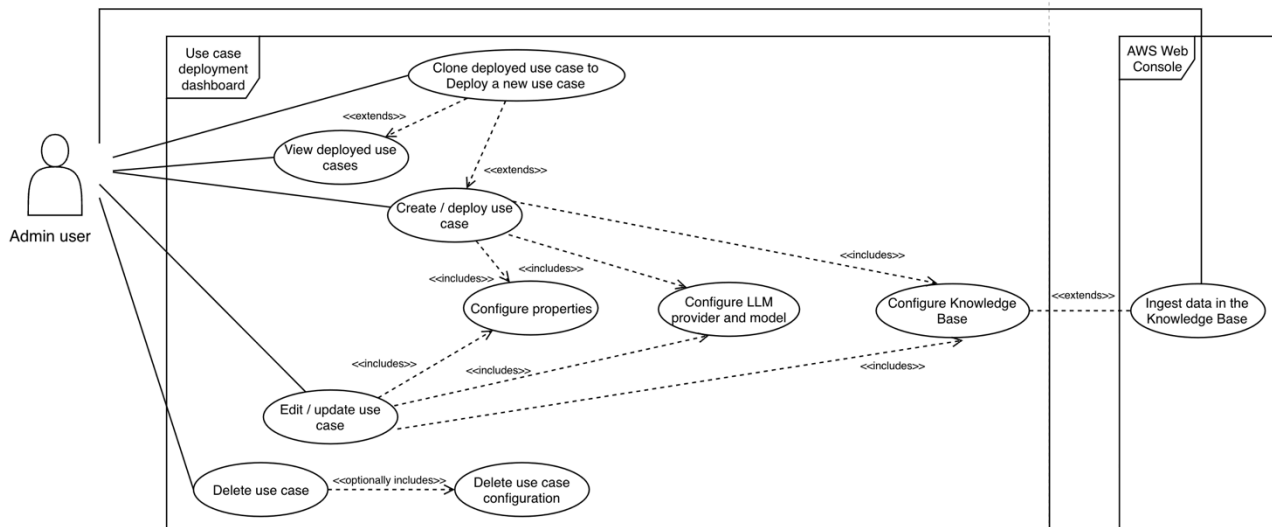 Use case
deployment
dashboard
Clone deployed use case to
Deploy a new use case
AWS Web
Console
<<extends>>
View deployed use
cases
<<extends>>
Admin user
Create / deploy use
case
<<includes>>
<<includes>>
<<includes>>
Configure properties
Configure LLM
provider and model
Configure Knowledge
Base
<<extends>>
Ingest data in the
Knowledge Base
<<includes>>
<<includes>>
<<includes>>
Edit / update use
case
Delete use case
<<optionally includes>>
Delete use case
configuration